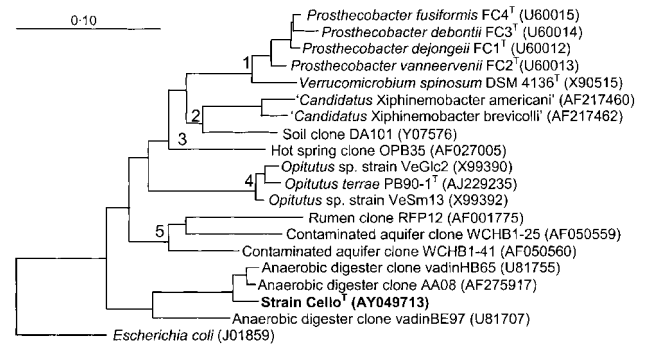 0·10
Prosthecobacter fusiformis FC4T (U60015)
Prosthecobacter debontii FC3T (U60014)
Prosthecobacter dejongeii FC1T (U60012)
Prosthecobacter vanneervenii FC2T(U60013)
1
Verrucomicrobium spinosum DSM 4136T (X90515)
'Candidatus Xiphinemobacter americani' (AF217460)
2
'Candidatus Xiphinemobacter brevicolli' (AF217462)
Soil clone DA101 (Y07576)
3
Hot spring clone OPB35 (AF027005)
Opitutus sp. strain VeGlc2 (X99390)
4
Opitutus terrae PB90-1T (AJ229235)
Opitutus sp. strain VeSm13 (X99392)
Rumen clone RFP12 (AF001775)
5
Contaminated aquifer clone WCHB1-25 (AF050559)
Contaminated aquifer clone WCHB1-41 (AF050560)
Anaerobic digester clone vadinHB65 (U81755)
Anaerobic digester clone AA08 (AF275917)
Strain CelloT (AY049713)
Anaerobic digester clone vadinBE97 (U81707)
Escherichia coli (J01859)